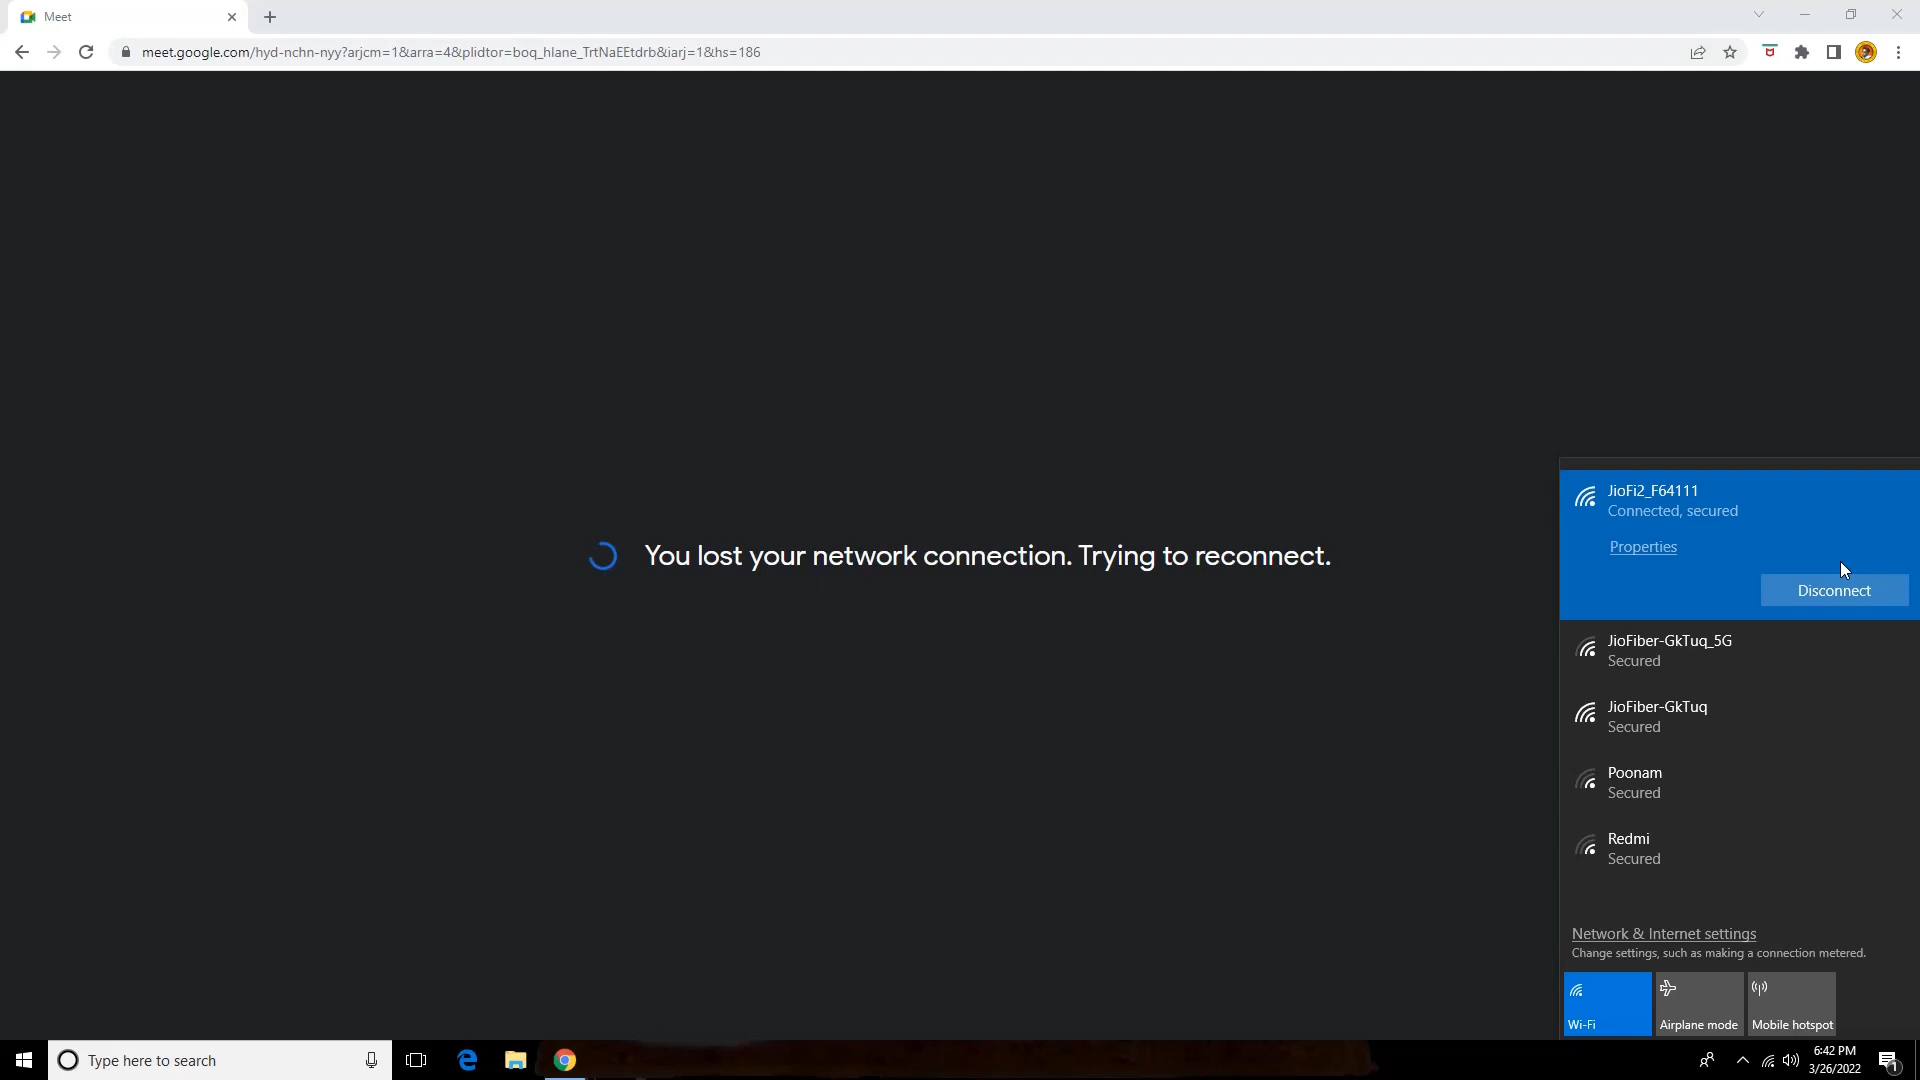 Meet
meet.google.com/hyd-nchn-nyy?arjcm=1&arra=4&plidtor=boq_hlane_TrtNaEEtdrb&iarj=1&hs=186
You lost your network connection. Trying to reconnect.
JioFi2_F64111
Connected, secured
Properties
Disconnect
JioFiber-GkTuq_5G
Secured
JioFiber-GkTuq
Secured
Poonam
Secured
Redmi
Secured
Network & Internet settings
Change settings, such as making a connection metered.
Wi-Fi
Airplane mode
Mobile hotspot
Type here to search
6:42 PM
3/26/2022
1